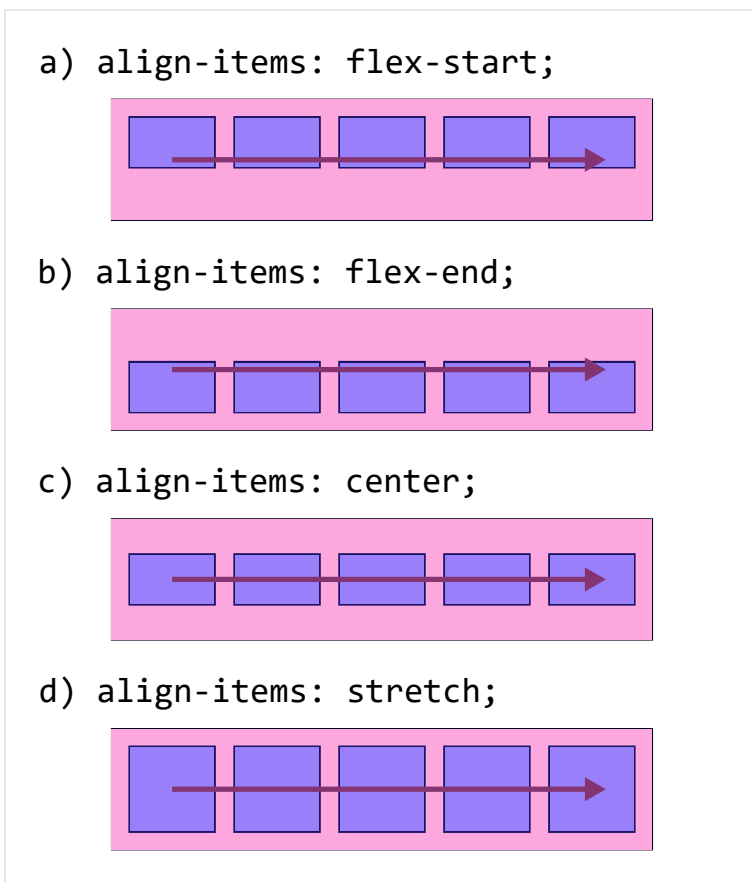 a) align-items: flex-start;
b) align-items: flex-end;
c) align-items: center;
d) align-items: stretch;